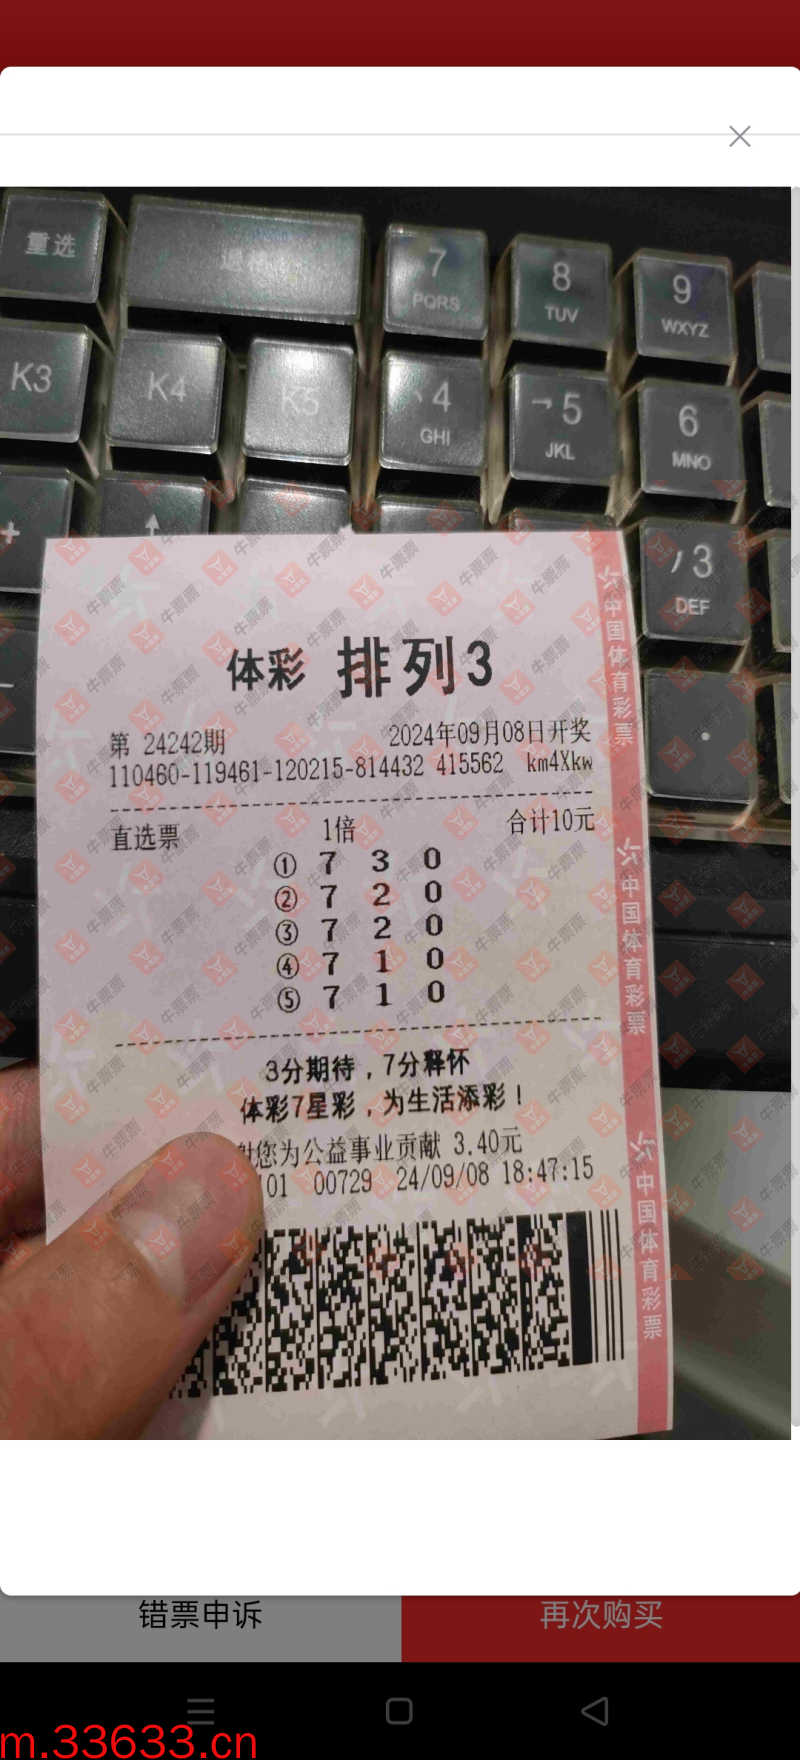 重选
7
PQRS
8
TUV
9
WXYZ
K3
K4
K5
4
GHI
5
JKL
6
MNO
3
DEF
体彩 排列3
第 24242期 2024年09月08日开奖
110460-119461-120215-814432 415562 km4Xkw
直选票 1倍 合计10元
① 7 3 0
② 7 2 0
③ 7 2 0
④ 7 1 0
⑤ 7 1 0
3分期待，7分释怀
体彩7星彩，为生活添彩！
您为公益事业贡献 3.40元
01 00729 24/09/08 18:47:15
中国体育彩票
中国体育彩票
中国体育彩票
牛票票
错票申诉
再次购买
m.33633.cn